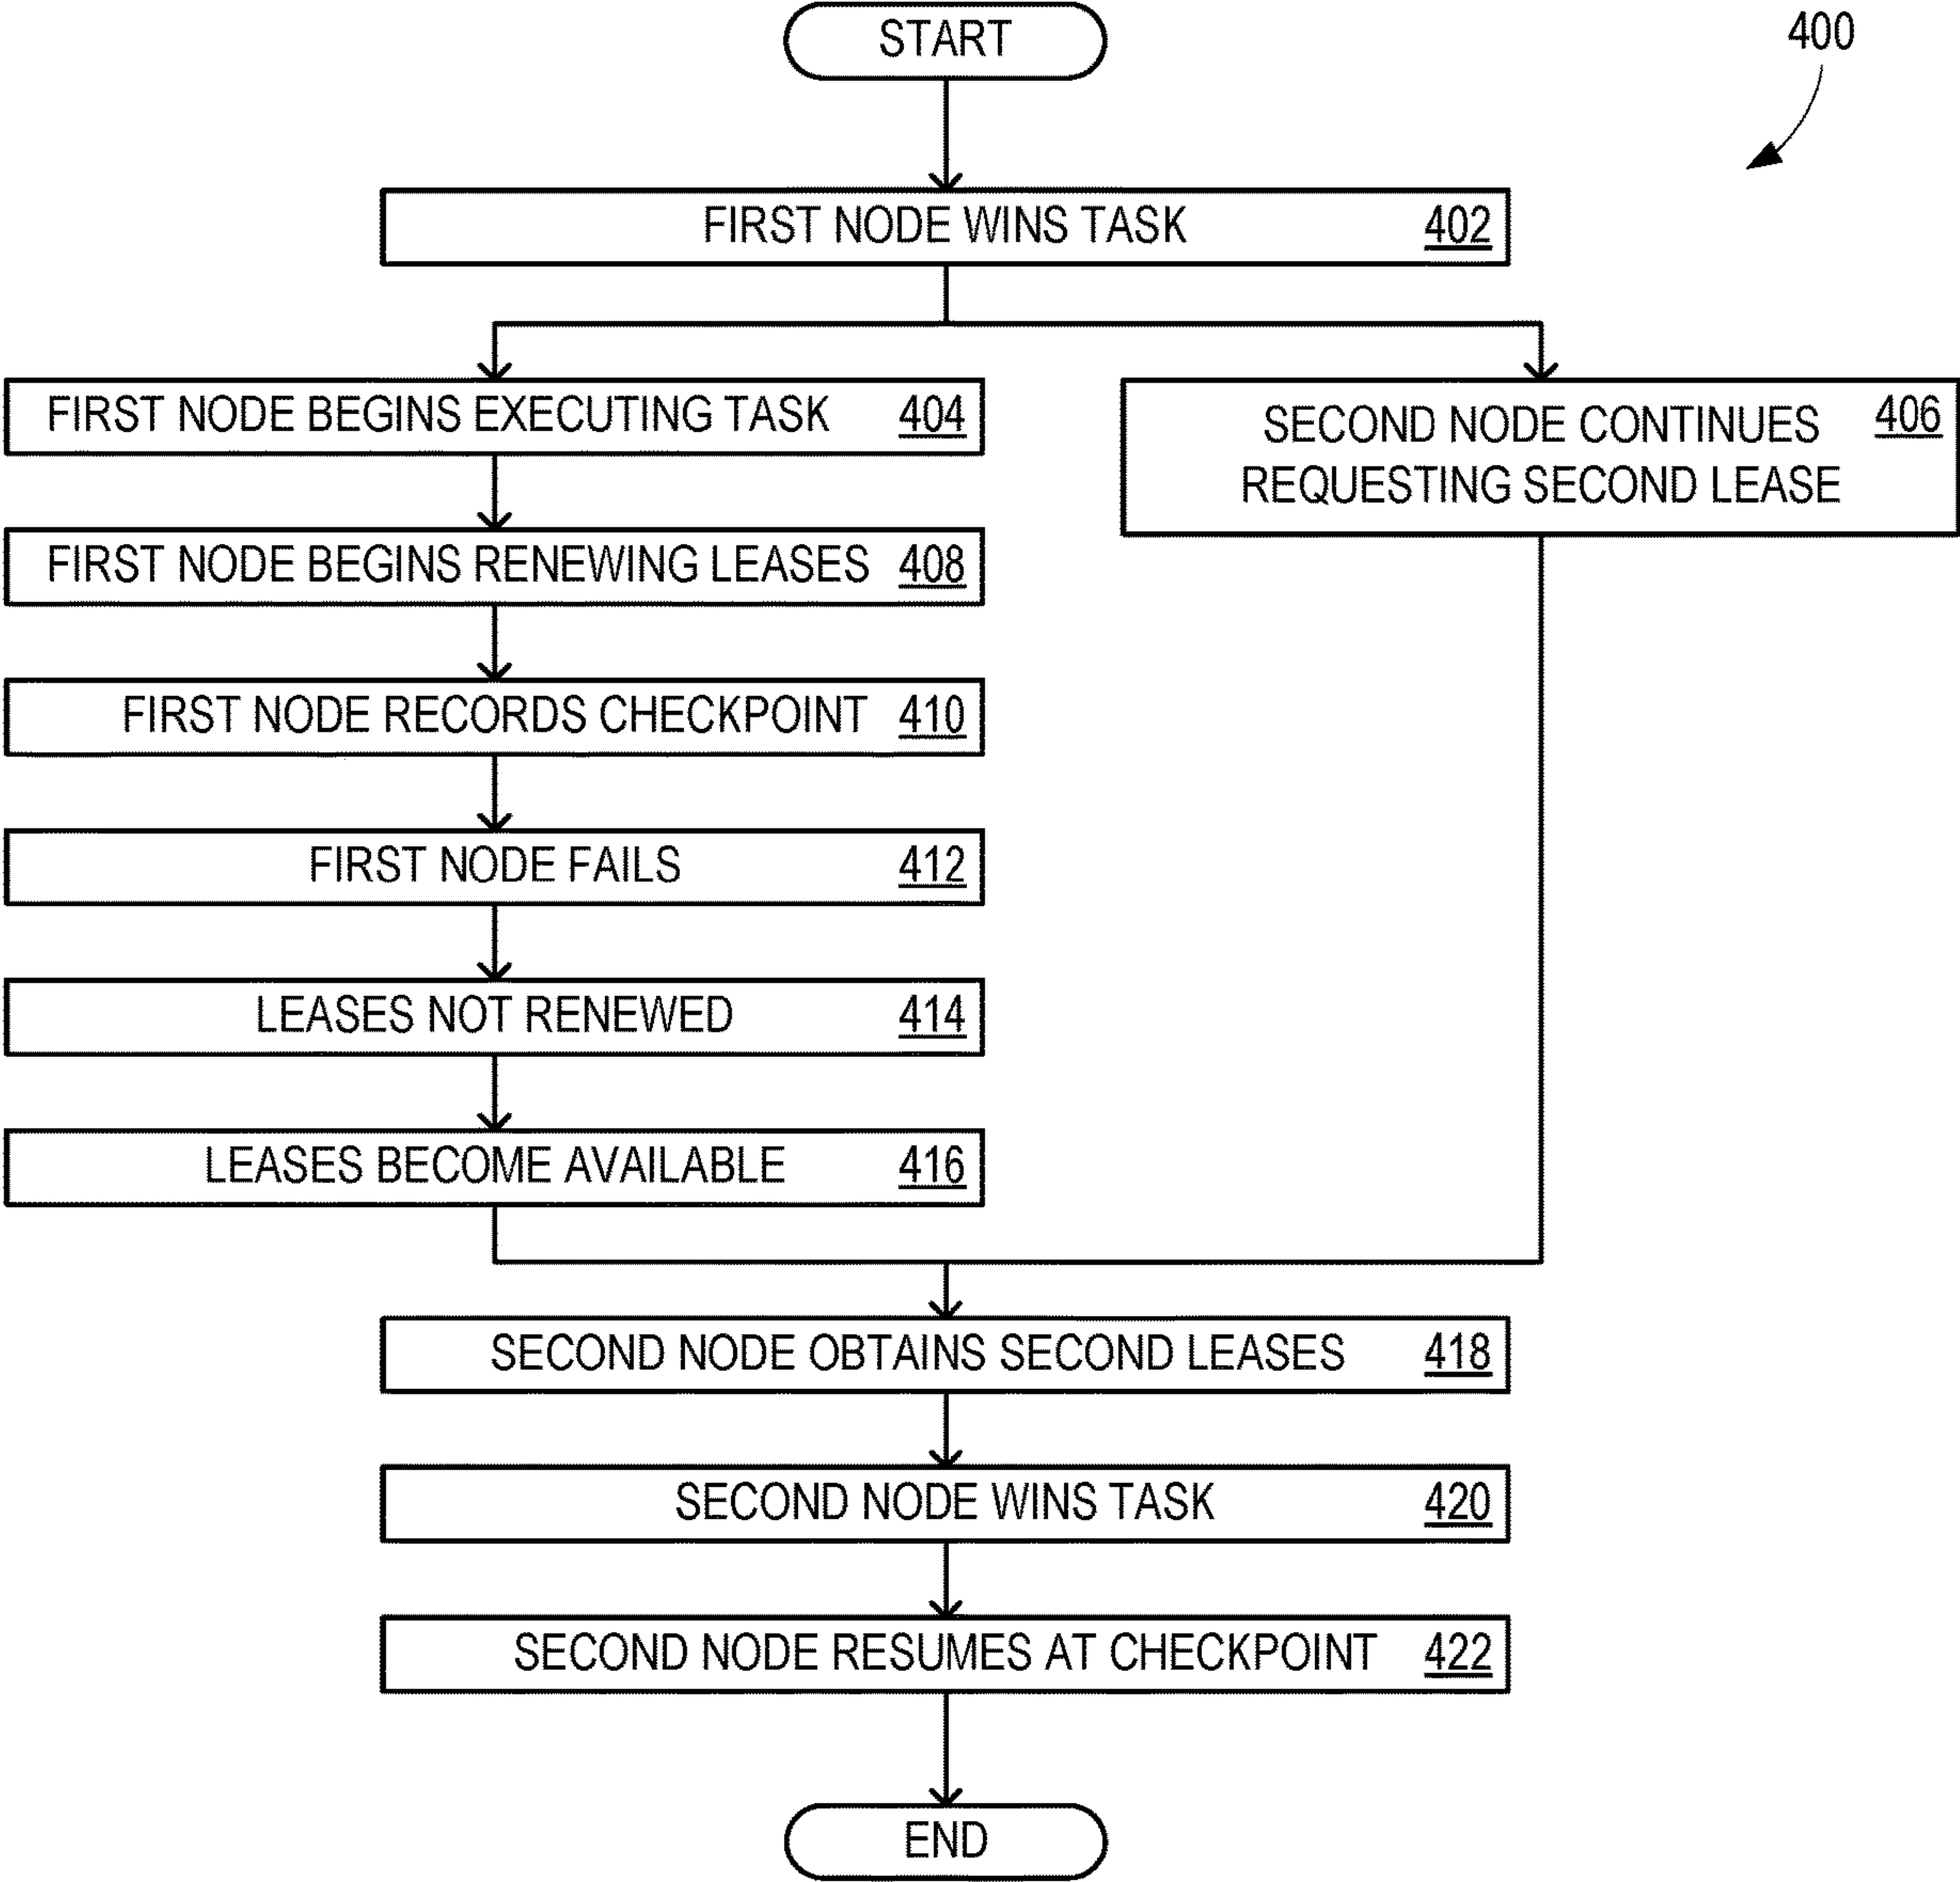 START
400
FIRST NODE WINS TASK 402
FIRST NODE BEGINS EXECUTING TASK 404
SECOND NODE CONTINUES 406
REQUESTING SECOND LEASE
FIRST NODE BEGINS RENEWING LEASES 408
FIRST NODE RECORDS CHECKPOINT 410
FIRST NODE FAILS 412
LEASES NOT RENEWED 414
LEASES BECOME AVAILABLE 416
SECOND NODE OBTAINS SECOND LEASES 418
SECOND NODE WINS TASK 420
SECOND NODE RESUMES AT CHECKPOINT 422
END